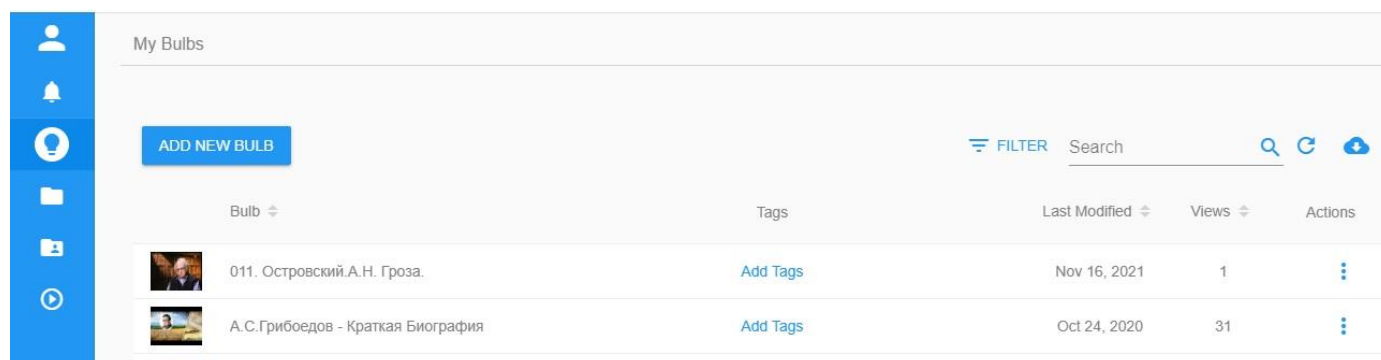 My Bulbs
ADD NEW BULB
FILTER Search
Bulb Tags Last Modified Views Actions
011. Островский.А.Н. Гроза. Add Tags Nov 16, 2021 1
А.С.Грибоедов - Краткая Биография Add Tags Oct 24, 2020 31